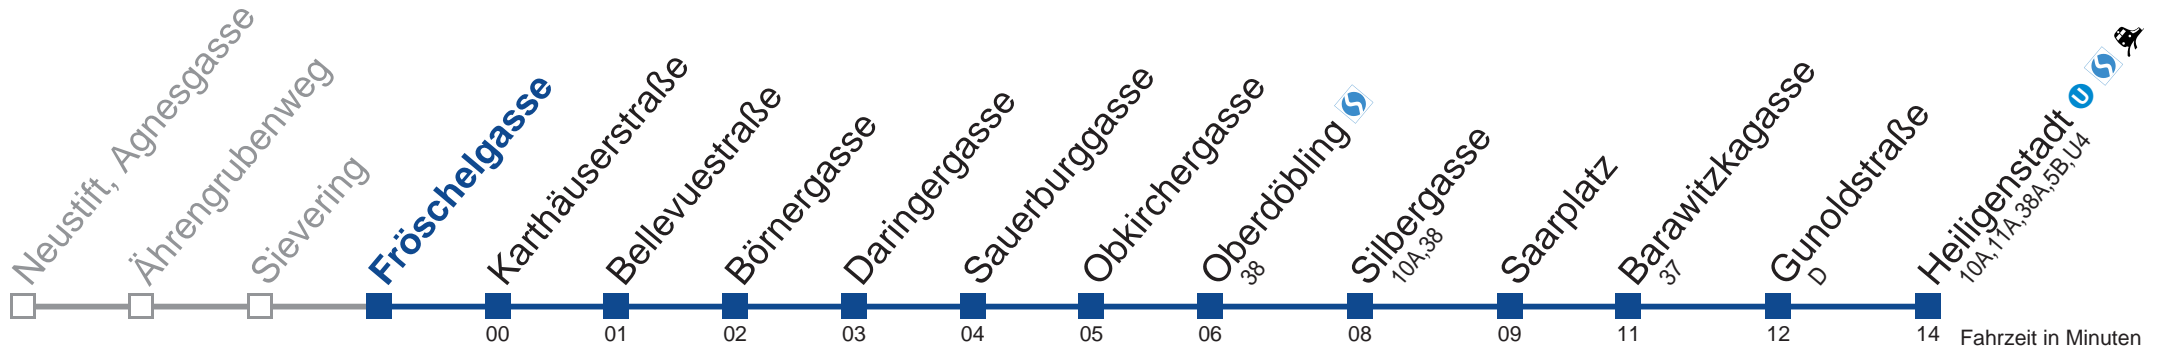 Neustift, Agnesgasse
Ährengrubenweg
Sievering
Fröschelgasse
Karthäuserstraße
Bellevuestraße
Börnergasse
Daringergasse
Sauerburggasse
Obkirchergasse
Oberdöbling
38
Silbergasse
10A,38
Saarplatz
Barawitzkagasse
37
Gunoldstraße
D
Heiligenstadt U
10A,11A,38A,5B,U4
00 01 02 03 04 05 06 08 09 11 12 14 Fahrzeit in Minuten